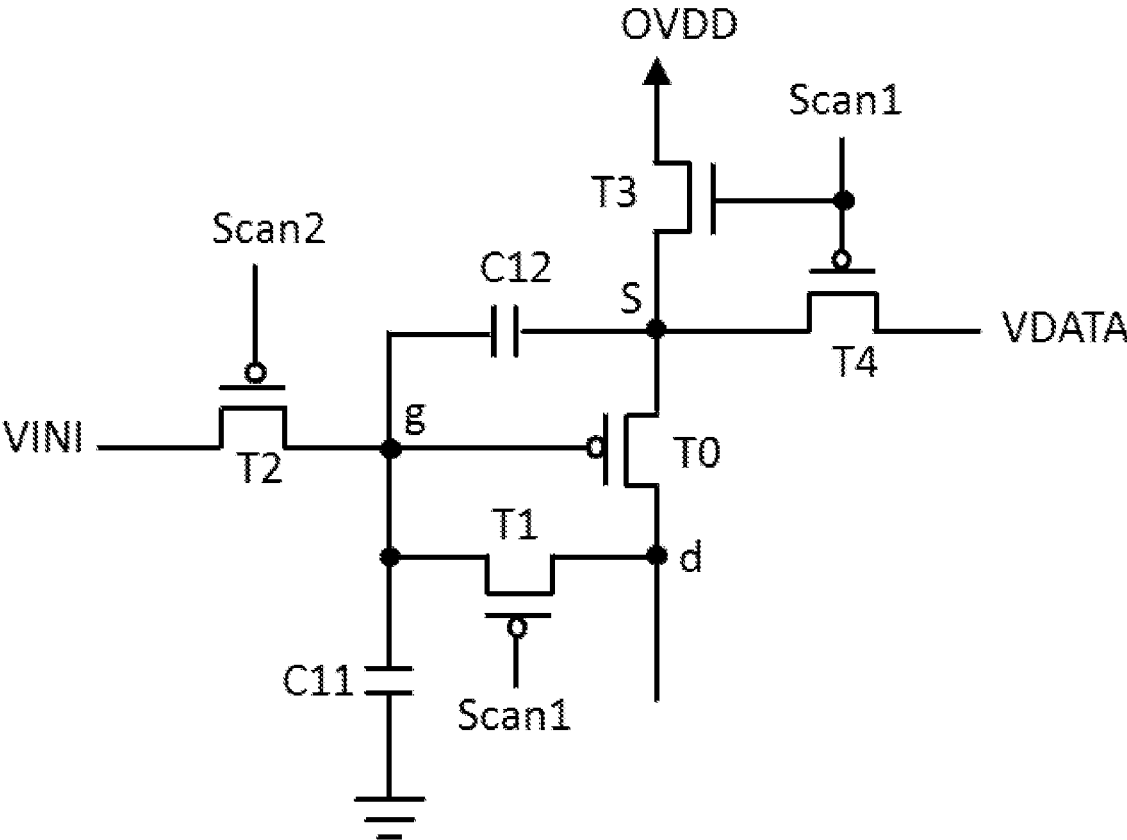 OVDD
Scan1
T3
Scan2
C12
S
VDATA
T4
g
VINI
T2
T0
T1
d
C11
Scan1